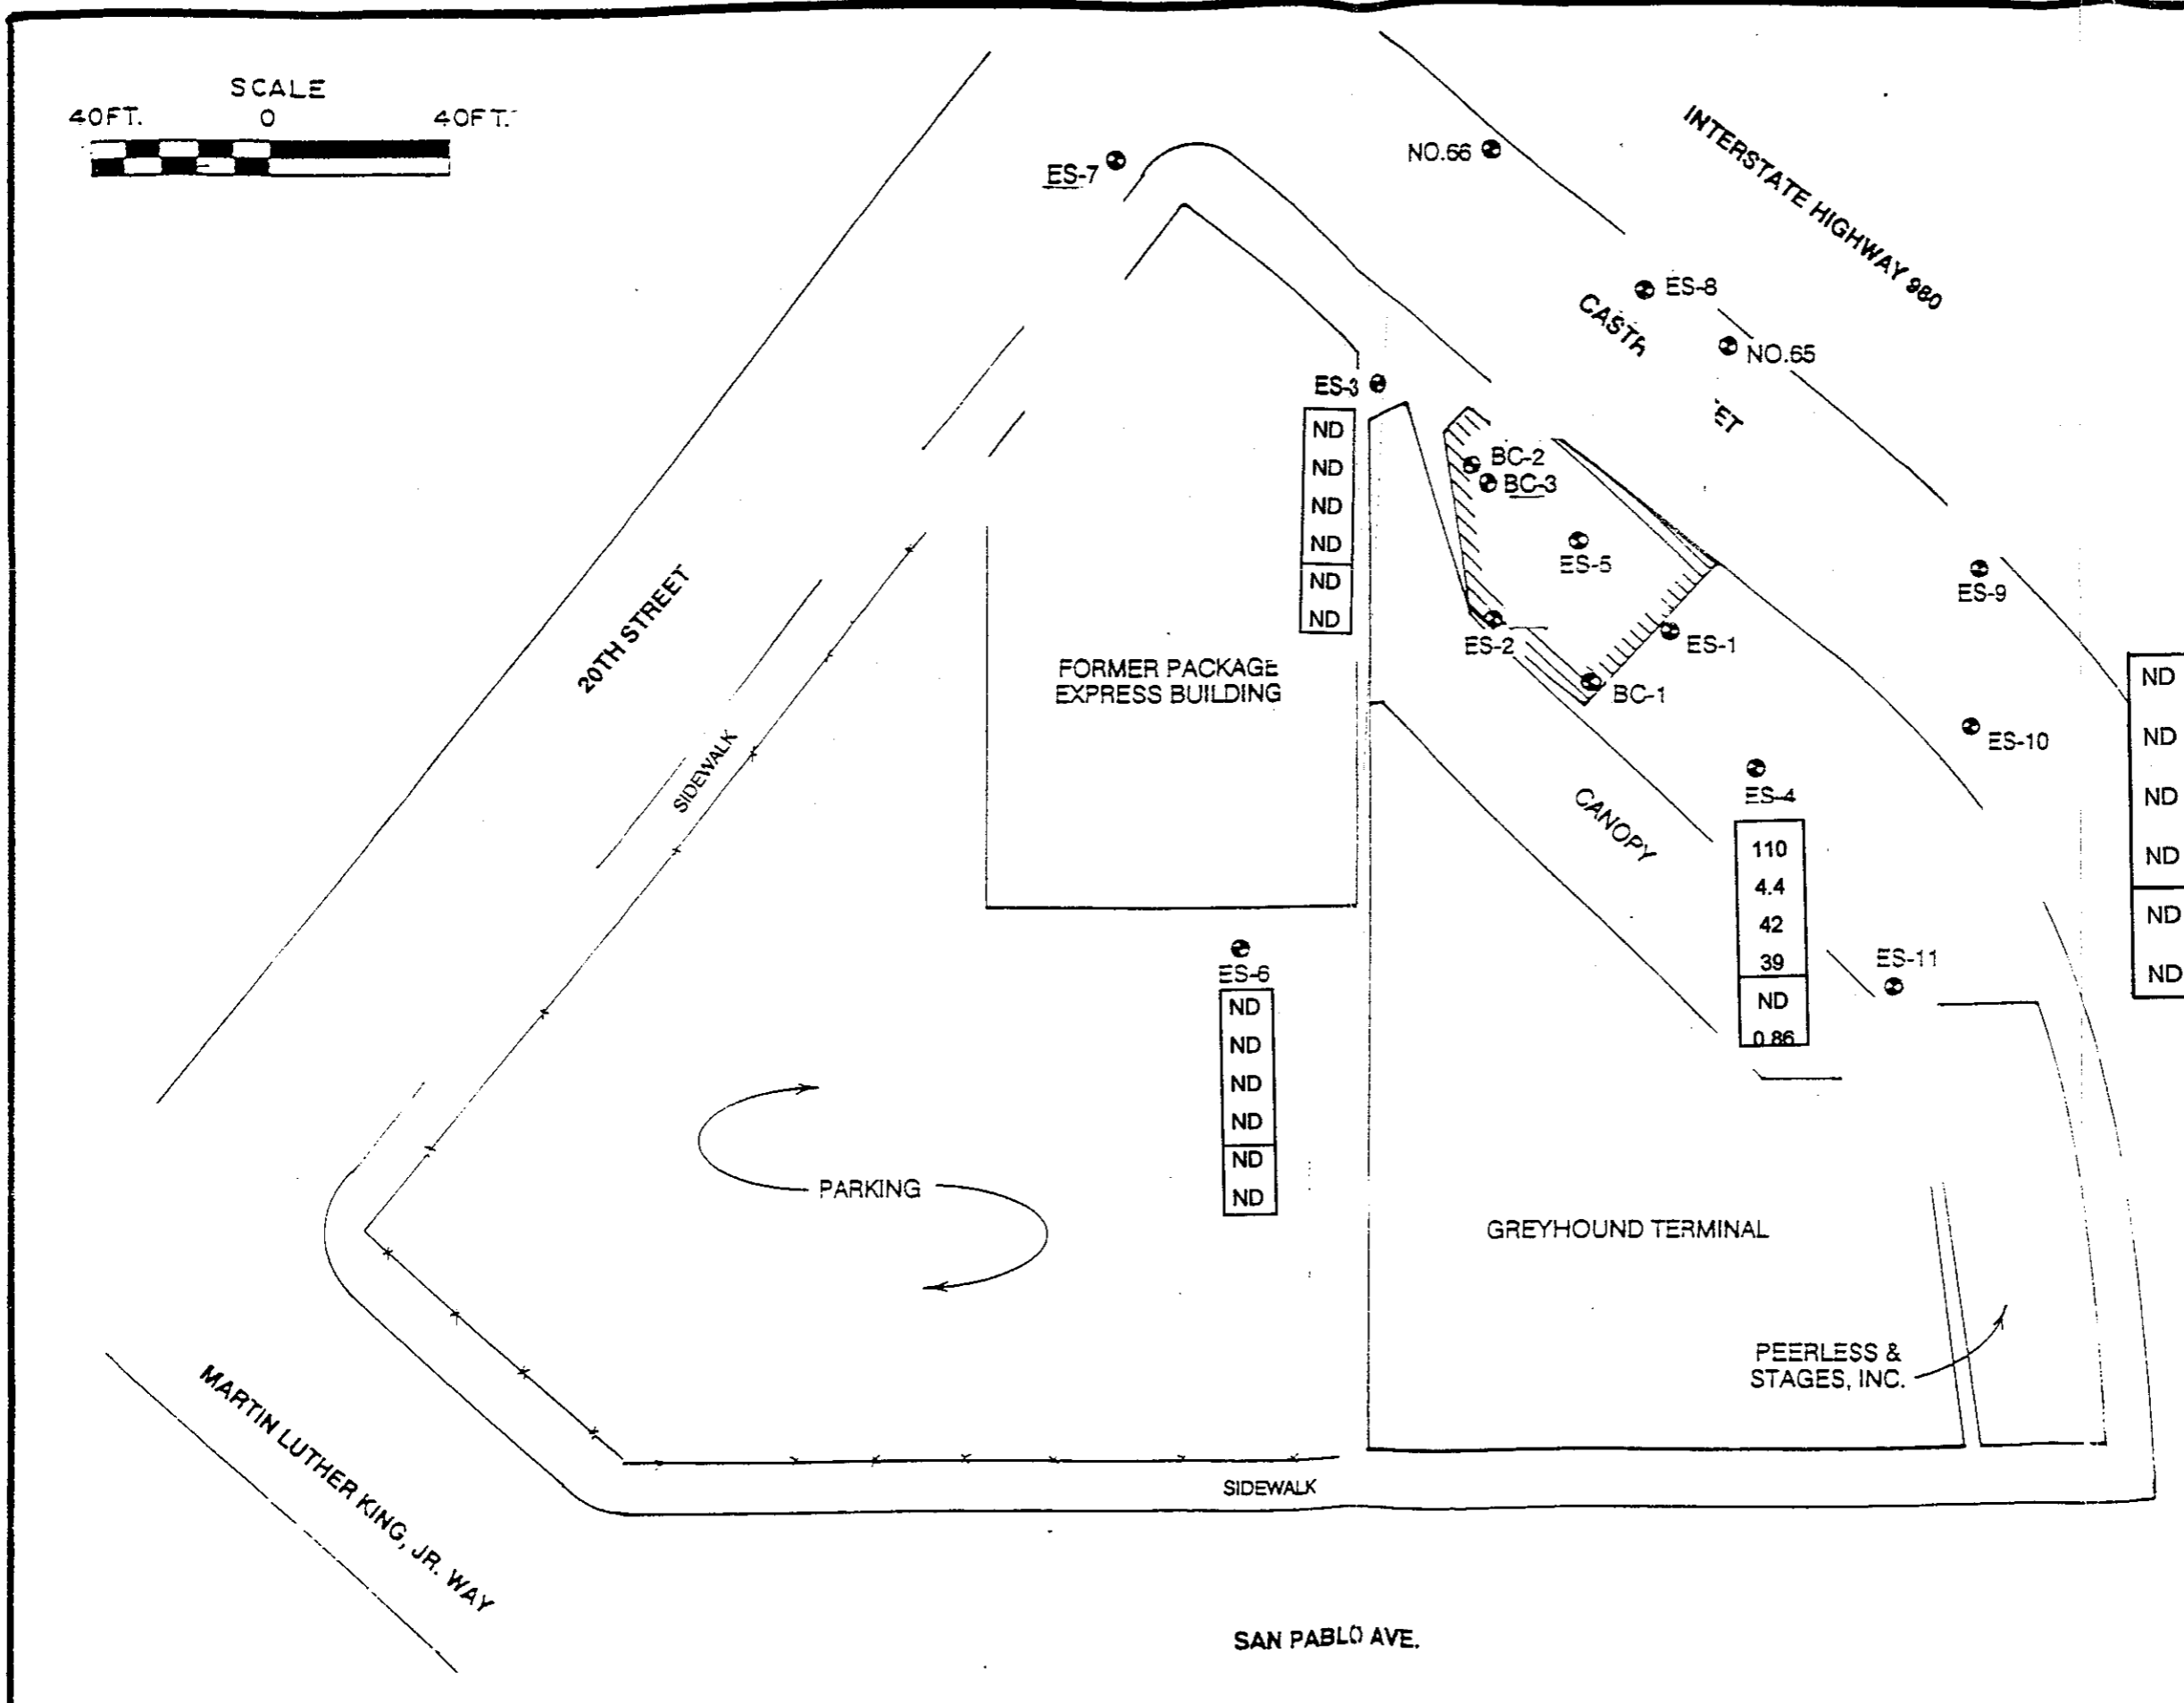 SCALE
40FT. 0 40FT.
INTERSTATE HIGHWAY 980
NO.66
ES-7
ES-8
CASTR
NO.65
ET
ES-3
ND
ND
ND
ND
ND
ND
BC-2
BC-3
ES-5
ES-9
ES-2
ES-1
BC-1
20TH STREET
FORMER PACKAGE
EXPRESS BUILDING
SIDEWALK
ES-10
ND
ND
ND
ND
ND
ND
CANOPY
ES-4
110
4.4
42
39
ND
0.86
ES-11
ES-6
ND
ND
ND
ND
ND
ND
PARKING
GREYHOUND TERMINAL
PEERLESS &
STAGES, INC.
MARTIN LUTHER KING, JR. WAY
SIDEWALK
SAN PABLO AVE.